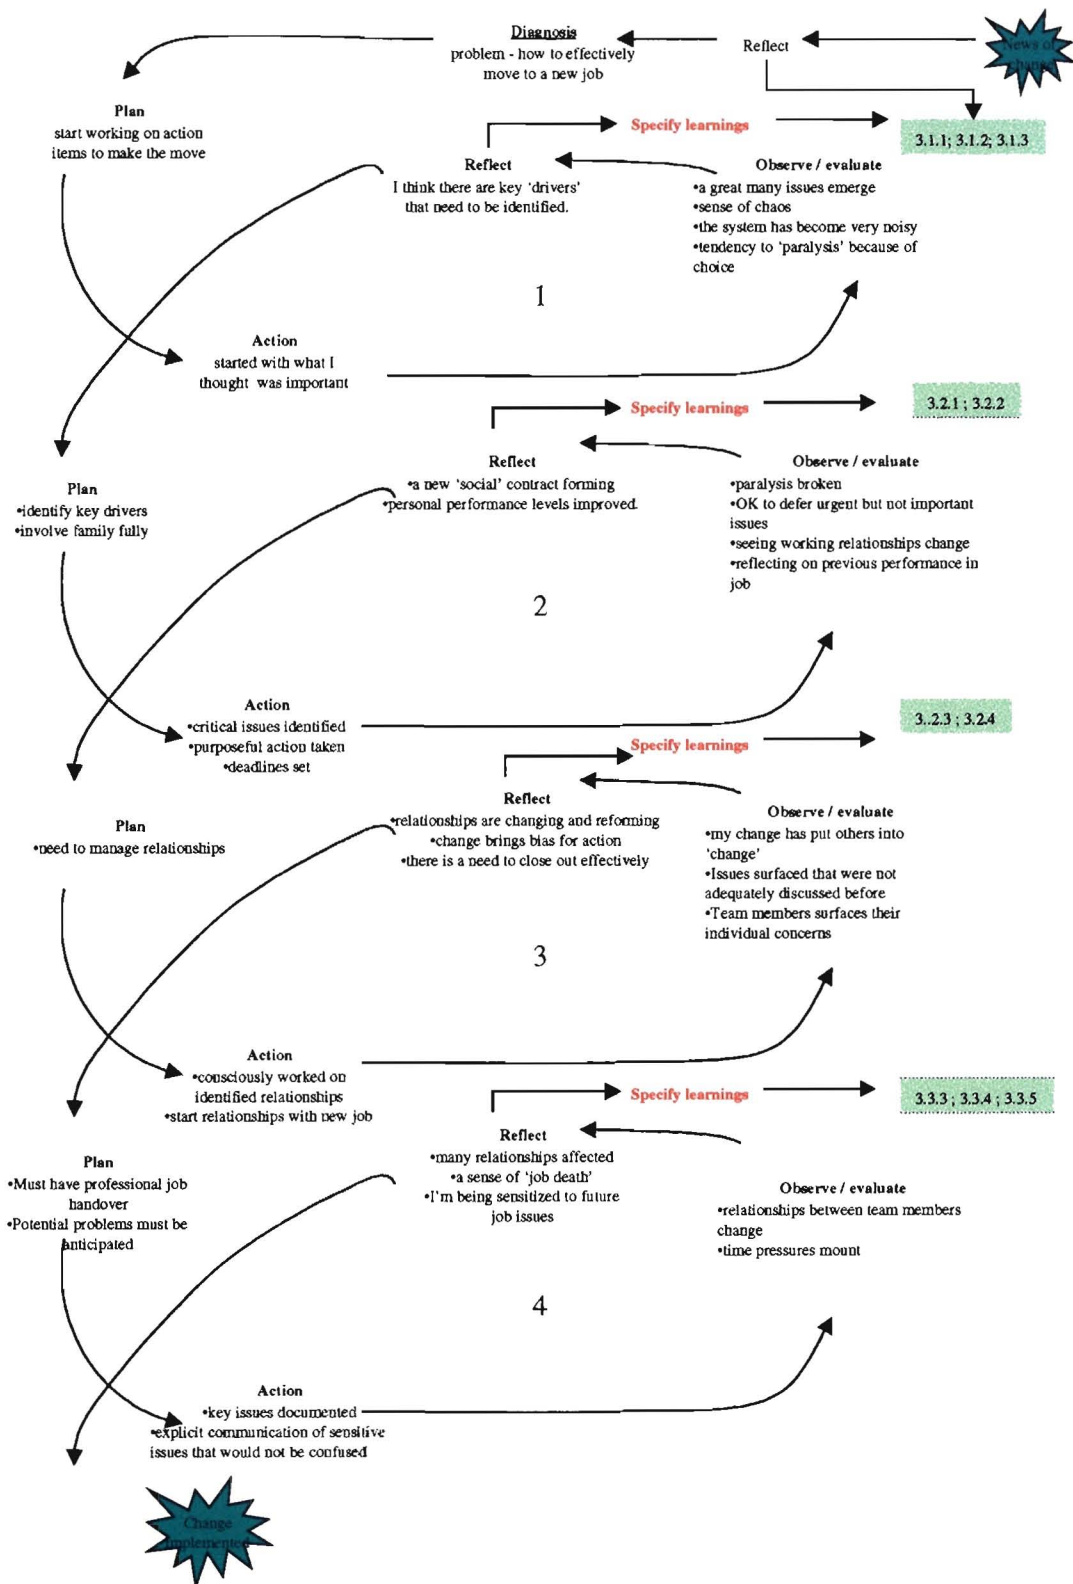 Diagnosis
problem - how to effectively
move to a new job
Reflect
News of
change
Plan
start working on action
items to make the move
Specify learnings
3.1.1; 3.1.2; 3.1.3
Reflect
I think there are key ‘drivers’
that need to be identified.
Observe / evaluate
•a great many issues emerge
•sense of chaos
•the system has become very noisy
•tendency to ‘paralysis’ because of
choice
1
Action
started with what I
thought was important
Specify learnings
3.2.1 ; 3.2.2
Reflect
•a new ‘social’ contract forming
•personal performance levels improved.
Observe / evaluate
•paralysis broken
•OK to defer urgent but not important
issues
•seeing working relationships change
•reflecting on previous performance in
job
Plan
•identify key drivers
•involve family fully
2
Action
•critical issues identified
•purposeful action taken
•deadlines set
Specify learnings
3..2.3 ; 3.2.4
Reflect
•relationships are changing and reforming
•change brings bias for action
•there is a need to close out effectively
Observe / evaluate
•my change has put others into
‘change’
•Issues surfaced that were not
adequately discussed before
•Team members surfaces their
individual concerns
Plan
•need to manage relationships
3
Action
•consciously worked on
identified relationships
•start relationships with new job
Specify learnings
3.3.3 ; 3.3.4 ; 3.3.5
Reflect
•many relationships affected
•a sense of ‘job death’
•I’m being sensitized to future
job issues
Observe / evaluate
•relationships between team members
change
•time pressures mount
Plan
•Must have professional job
handover
•Potential problems must be
anticipated
4
Action
•key issues documented
•explicit communication of sensitive
issues that would not be confused
Change
Implemented